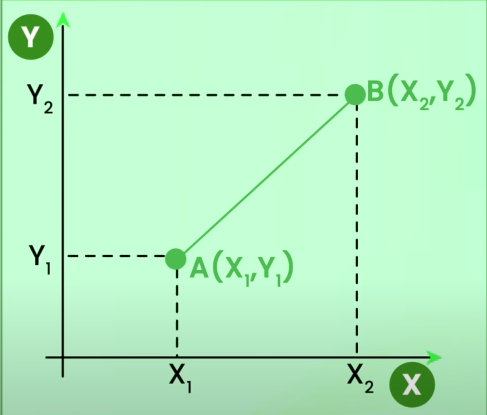 Y
Y₂
B(X₂,Y₂)
Y₁
A(X₁,Y₁)
X₁
X₂
X